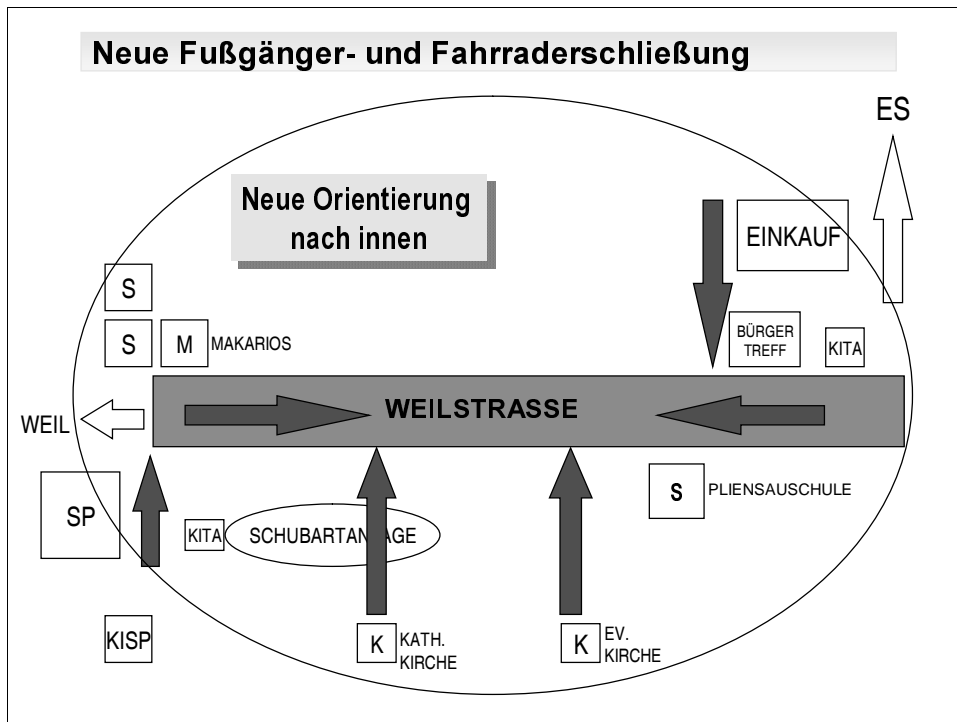 Neue Fußgänger- und Fahrraderschließung
ES
Neue Orientierung
nach innen
EINKAUF
S
S
M
MAKARIOS
BÜRGER
TREFF
KITA
WEILSTRASSE
WEIL
SP
KITA
SCHUBARTANLAGE
S
PLIENSAUSCHULE
KISP
K
KATH.
KIRCHE
K
EV.
KIRCHE